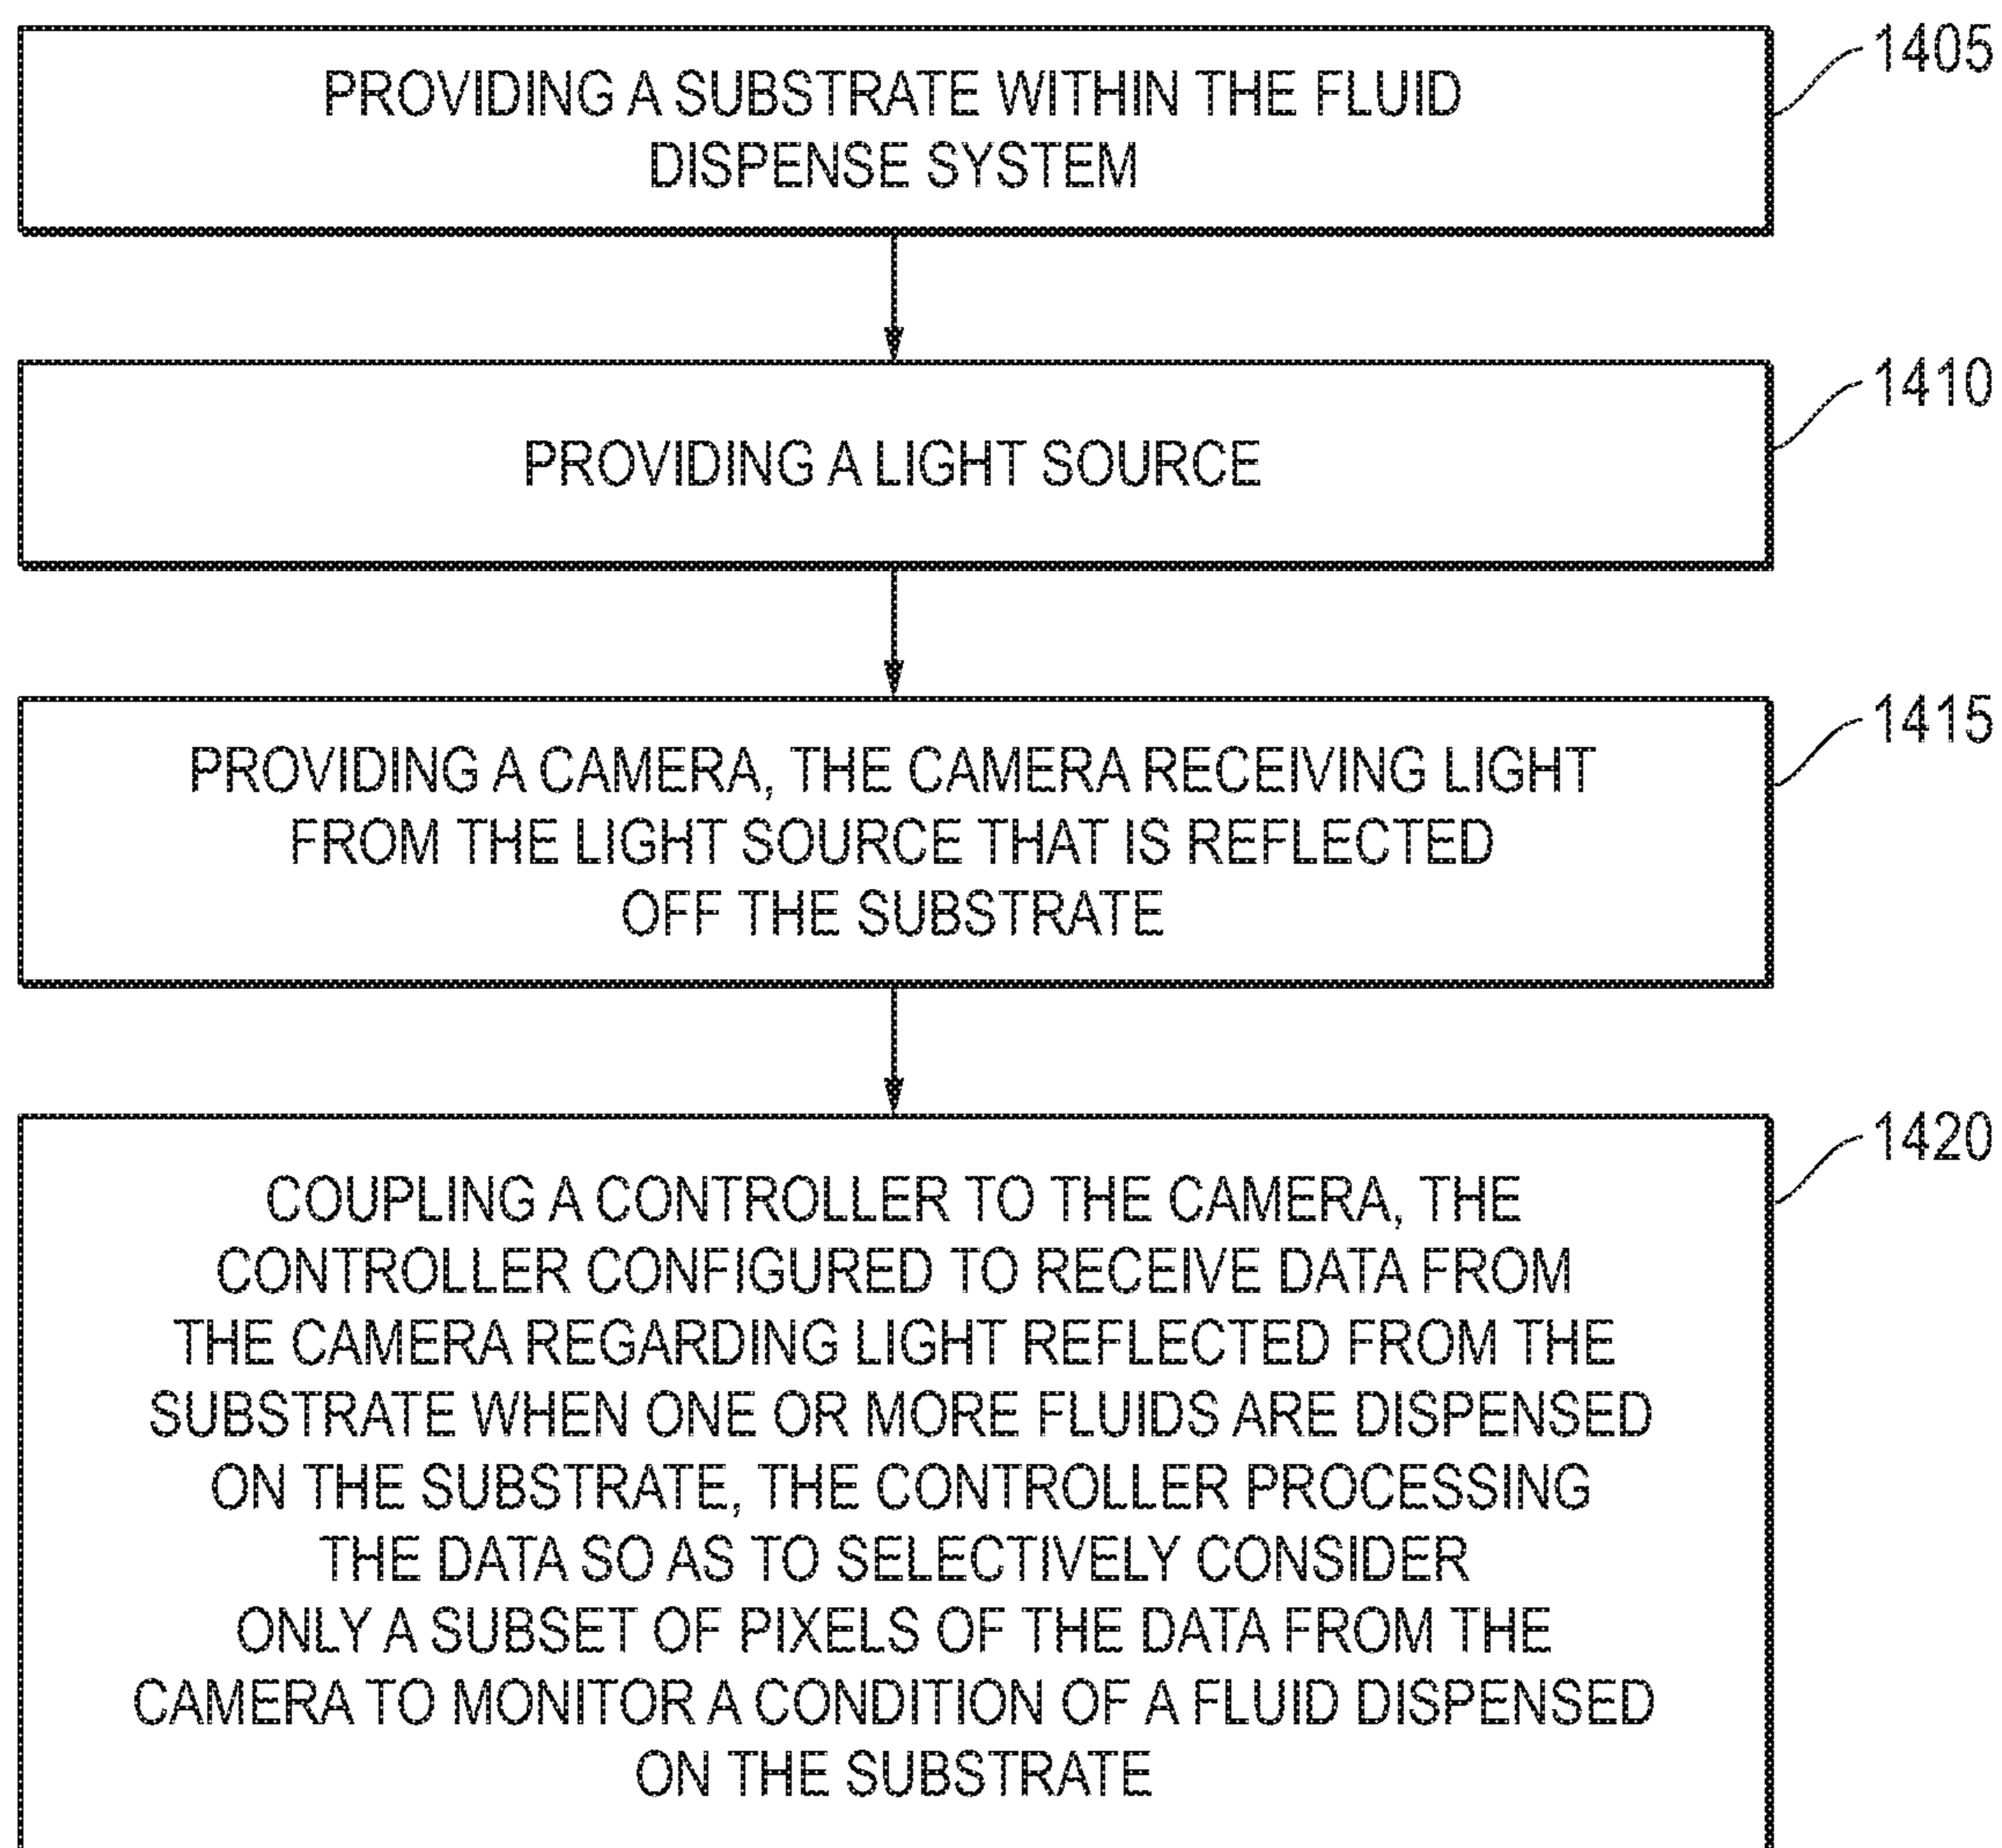 1405
PROVIDING A SUBSTRATE WITHIN THE FLUID
DISPENSE SYSTEM
1410
PROVIDING A LIGHT SOURCE
1415
PROVIDING A CAMERA, THE CAMERA RECEIVING LIGHT
FROM THE LIGHT SOURCE THAT IS REFLECTED
OFF THE SUBSTRATE
1420
COUPLING A CONTROLLER TO THE CAMERA, THE
CONTROLLER CONFIGURED TO RECEIVE DATA FROM
THE CAMERA REGARDING LIGHT REFLECTED FROM THE
SUBSTRATE WHEN ONE OR MORE FLUIDS ARE DISPENSED
ON THE SUBSTRATE, THE CONTROLLER PROCESSING
THE DATA SO AS TO SELECTIVELY CONSIDER
ONLY A SUBSET OF PIXELS OF THE DATA FROM THE
CAMERA TO MONITOR A CONDITION OF A FLUID DISPENSED
ON THE SUBSTRATE